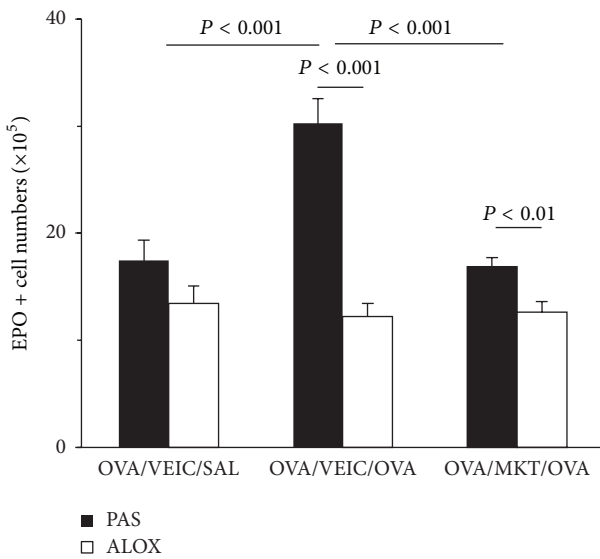 40
P < 0.001
P < 0.001
P < 0.001
20
P < 0.01
EPO + cell numbers (×10⁵)
0
OVA/VEIC/SAL OVA/VEIC/OVA OVA/MKT/OVA
PAS
ALOX